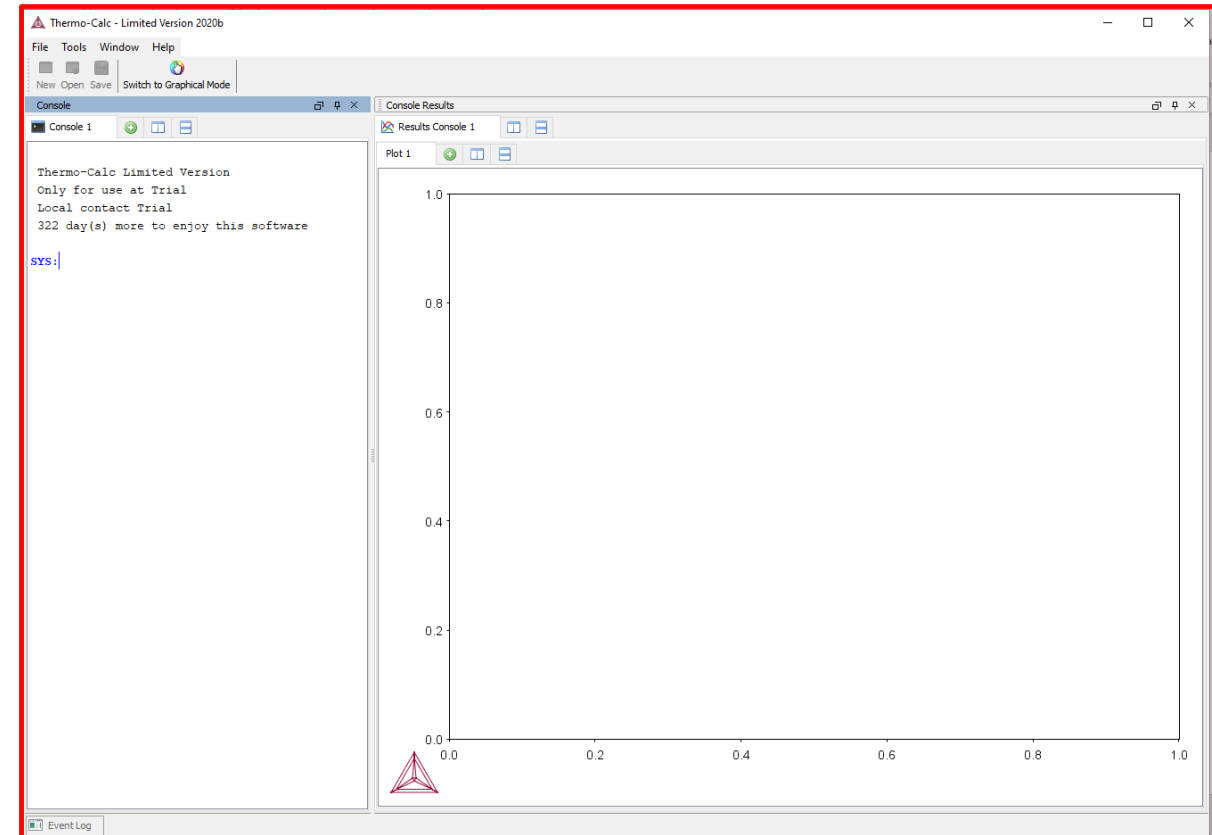 Thermo-Calc - Limited Version 2020b
File Tools Window Help
New Open Save Switch to Graphical Mode
Console
Console Results
Console 1
Results Console 1
Plot 1
Thermo-Calc Limited Version
Only for use at Trial
Local contact Trial
322 day(s) more to enjoy this software
SYS:
1.0
0.8
0.6
0.4
0.2
0.0
0.0 0.2 0.4 0.6 0.8 1.0
Event Log